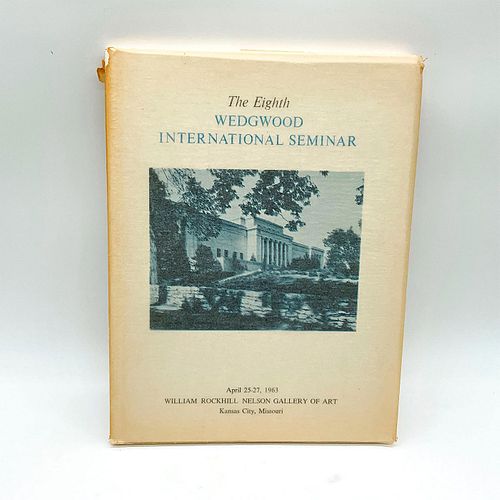 The Eighth
WEDGWOOD
INTERNATIONAL SEMINAR
April 25-27, 1963
WILLIAM ROCKHILL NELSON GALLERY OF ART
Kansas City, Missouri